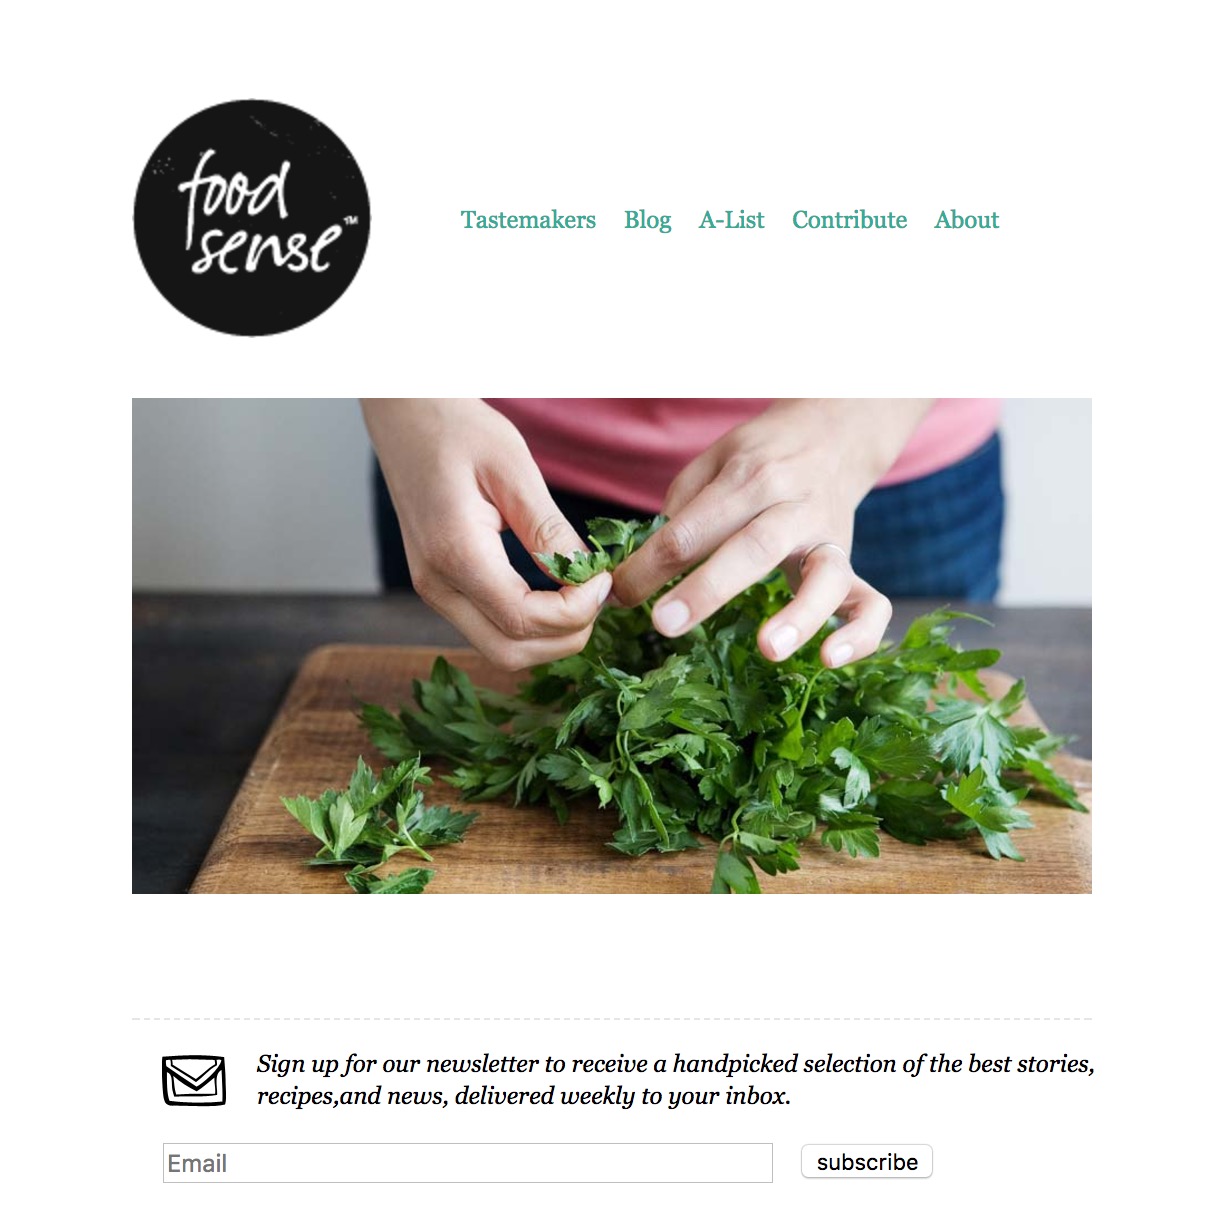 food
sense™
Tastemakers Blog A-List Contribute About
Sign up for our newsletter to receive a handpicked selection of the best stories,
recipes,and news, delivered weekly to your inbox.
Email subscribe